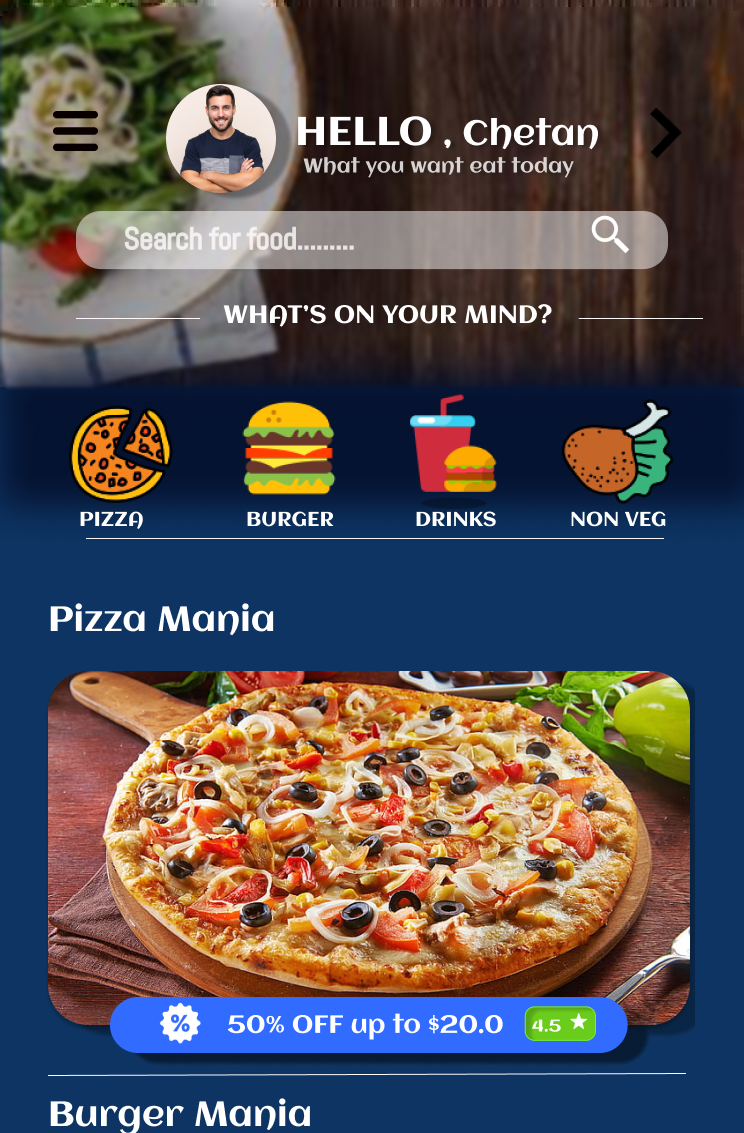 HELLO , Chetan
What you want eat today
Search for food.........
WHAT'S ON YOUR MIND?
PIZZA BURGER DRINKS NON VEG
Pizza Mania
% 50% OFF up to $20.0 4.5 ★
Burger Mania